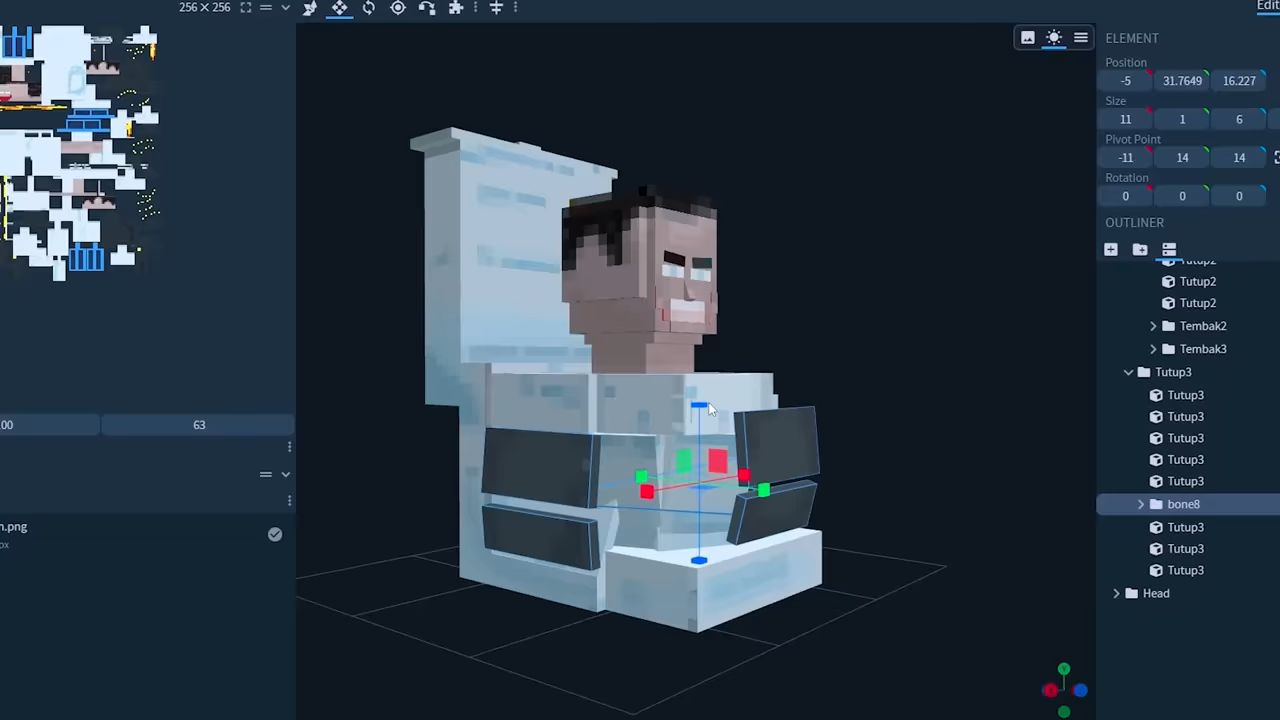 256 × 256
Edit
ELEMENT
Position
-5 31.7649 16.227
Size
11 1 6
Pivot Point
-11 14 14
Rotation
0 0 0
OUTLINER
Tutup2
Tutup2
Tutup2
Tembak2
Tembak3
Tutup3
Tutup3
Tutup3
Tutup3
Tutup3
Tutup3
bone8
Tutup3
Tutup3
Tutup3
Head
00 63
n.png
px
Y